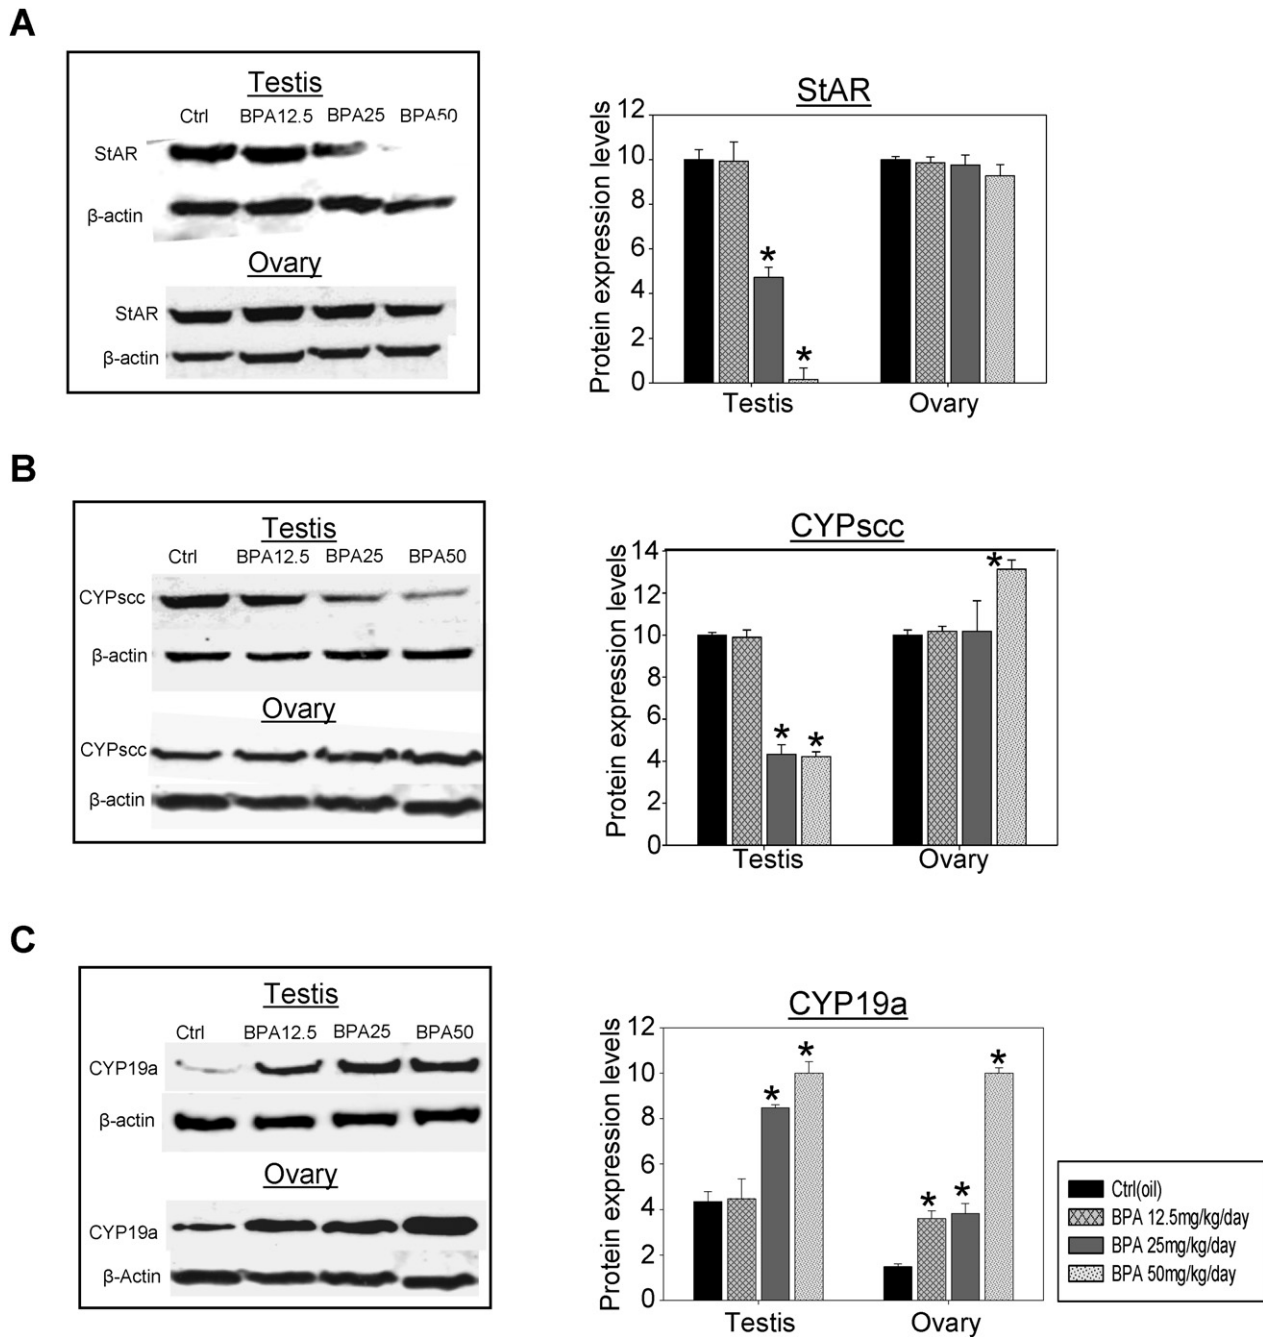 A
Testis
Ctrl BPA12.5 BPA25 BPA50
StAR
β-actin
Ovary
StAR
β-actin
StAR
Protein expression levels
12
10
8
6
4
2
0
*
*
Testis Ovary
B
Testis
Ctrl BPA12.5 BPA25 BPA50
CYPscc
β-actin
Ovary
CYPscc
β-actin
CYPscc
Protein expression levels
14
12
10
8
6
4
2
0
* * *
Testis Ovary
C
Testis
Ctrl BPA12.5 BPA25 BPA50
CYP19a
β-actin
Ovary
CYP19a
β-Actin
CYP19a
Protein expression levels
12
10
8
6
4
2
0
* * * * *
Testis Ovary
Ctrl(oil)
BPA 12.5mg/kg/day
BPA 25mg/kg/day
BPA 50mg/kg/day